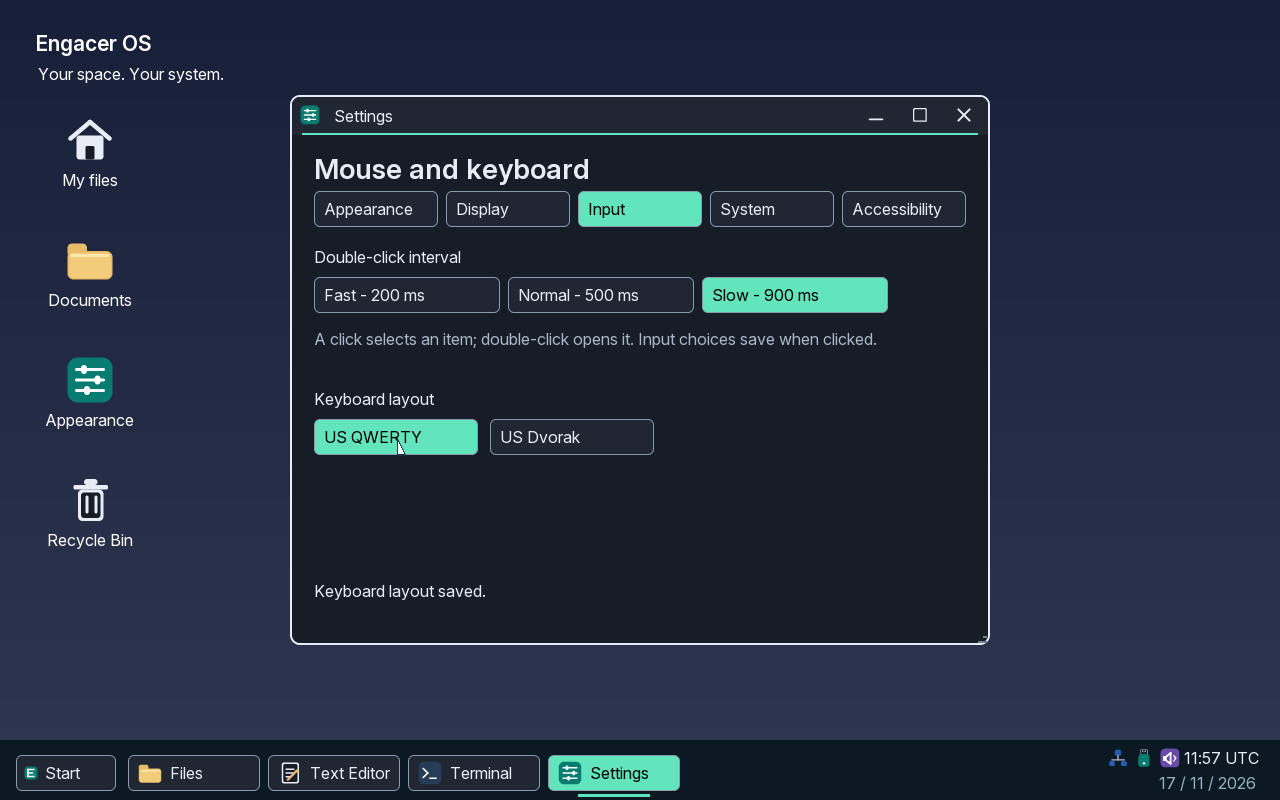 Engacer OS
Your space. Your system.
My files
Documents
Appearance
Recycle Bin
Settings
Mouse and keyboard
Appearance Display Input System Accessibility
Double-click interval
Fast - 200 ms Normal - 500 ms Slow - 900 ms
A click selects an item; double-click opens it. Input choices save when clicked.
Keyboard layout
US QWERTY US Dvorak
Keyboard layout saved.
E Start Files Text Editor Terminal Settings
11:57 UTC
17 / 11 / 2026